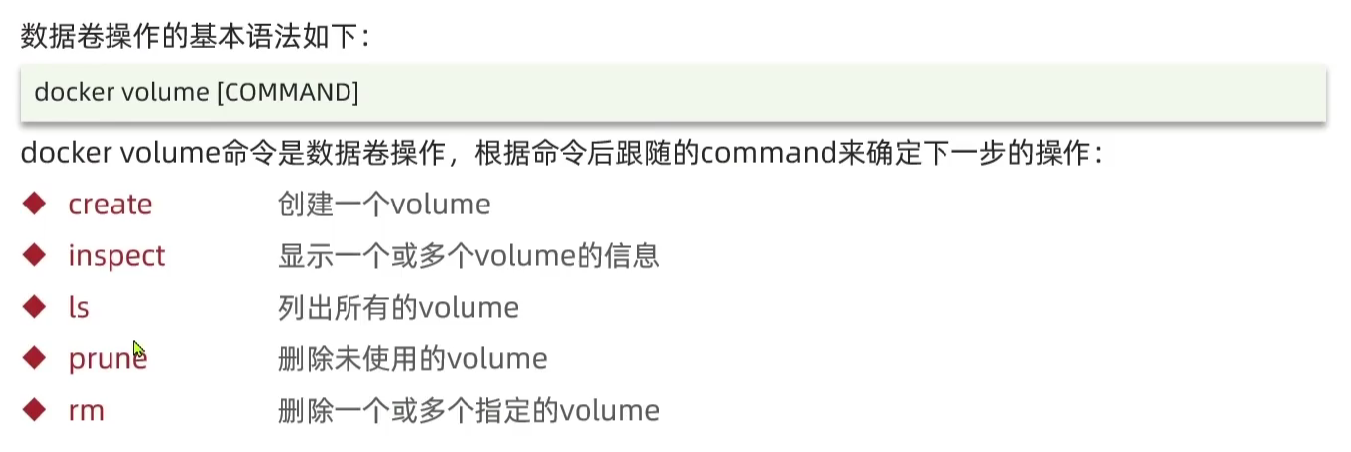 数据卷操作的基本语法如下：
docker volume [COMMAND]
docker volume命令是数据卷操作，根据命令后跟随的command来确定下一步的操作：
create 创建一个volume
inspect 显示一个或多个volume的信息
ls 列出所有的volume
prune 删除未使用的volume
rm 删除一个或多个指定的volume